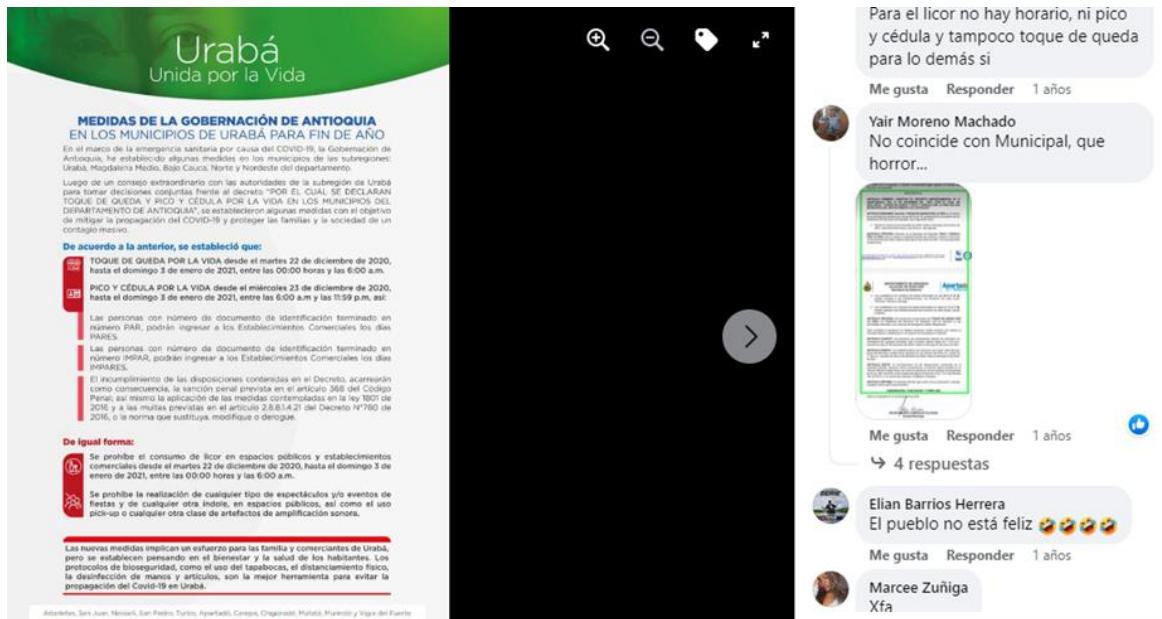 Urabá
Unida por la Vida
MEDIDAS DE LA GOBERNACIÓN DE ANTIOQUIA
EN LOS MUNICIPIOS DE URABÁ PARA FIN DE AÑO
En el marco de la emergencia sanitaria por causa del COVID-19, la Gobernación de
Antioquia, ha establecido algunas medidas en los municipios de las subregiones:
Urabá, Magdalena Medio, Bajo Cauca, Norte y Nordeste del departamento.
Luego de un consejo extraordinario con las autoridades de la subregión de Urabá
para tomar decisiones conjuntas frente al decreto "POR EL CUAL SE DECLARAN
TOQUE DE QUEDA Y PICO Y CÉDULA POR LA VIDA EN LOS MUNICIPIOS DEL
DEPARTAMENTO DE ANTIOQUIA", se establecieron algunas medidas con el objetivo
de mitigar la propagación del COVID-19 y proteger las familias y la sociedad de un
contagio masivo.
De acuerdo a la anterior, se estableció que:
TOQUE DE QUEDA POR LA VIDA desde el martes 22 de diciembre de 2020,
hasta el domingo 3 de enero de 2021, entre las 00:00 horas y las 6:00 a.m.
PICO Y CÉDULA POR LA VIDA desde el miércoles 23 de diciembre de 2020,
hasta el domingo 3 de enero de 2021, entre las 6:00 a.m y las 11:59 p.m, así:
Las personas con número de documento de identificación terminado en
número PAR, podrán ingresar a los Establecimientos Comerciales los días
PARES.
Las personas con número de documento de identificación terminado en
número IMPAR, podrán ingresar a los Establecimientos Comerciales los días
IMPARES.
El incumplimiento de las disposiciones contenidas en el Decreto, acarrearán
como consecuencia, la sanción penal prevista en el artículo 368 del Código
Penal; así mismo la aplicación de las medidas contempladas en la ley 1801 de
2016 y a las multas previstas en el artículo 2.8.8.1.4.21 del Decreto N°780 de
2016, o la norma que sustituya, modifique o derogue.
De igual forma:
Se prohíbe el consumo de licor en espacios públicos y establecimientos
comerciales desde el martes 22 de diciembre de 2020, hasta el domingo 3 de
enero de 2021, entre las 00:00 horas y las 6:00 a.m.
Se prohíbe la realización de cualquier tipo de espectáculos y/o eventos de
fiestas y de cualquier otra índole, en espacios públicos, así como el uso
pick-up o cualquier otra clase de artefactos de amplificación sonora.
Las nuevas medidas implican un esfuerzo para las familia y comerciantes de Urabá,
pero se establecen pensando en el bienestar y la salud de los habitantes. Los
protocolos de bioseguridad, como el uso del tapabocas, el distanciamiento físico,
la desinfección de manos y artículos, son la mejor herramienta para evitar la
propagación del Covid-19 en Urabá.
Arboletes, San Juan, Necoclí, San Pedro, Turbo, Apartadó, Carepa, Chigorodó, Mutatá, Murindó y Vigía del Fuerte
Para el licor no hay horario, ni pico
y cédula y tampoco toque de queda
para lo demás si
Me gusta Responder 1 años
Yair Moreno Machado
No coincide con Municipal, que
horror...
Me gusta Responder 1 años
4 respuestas
Elian Barrios Herrera
El pueblo no está feliz 🤣🤣🤣🤣
Me gusta Responder 1 años
Marcee Zuñiga
Xfa